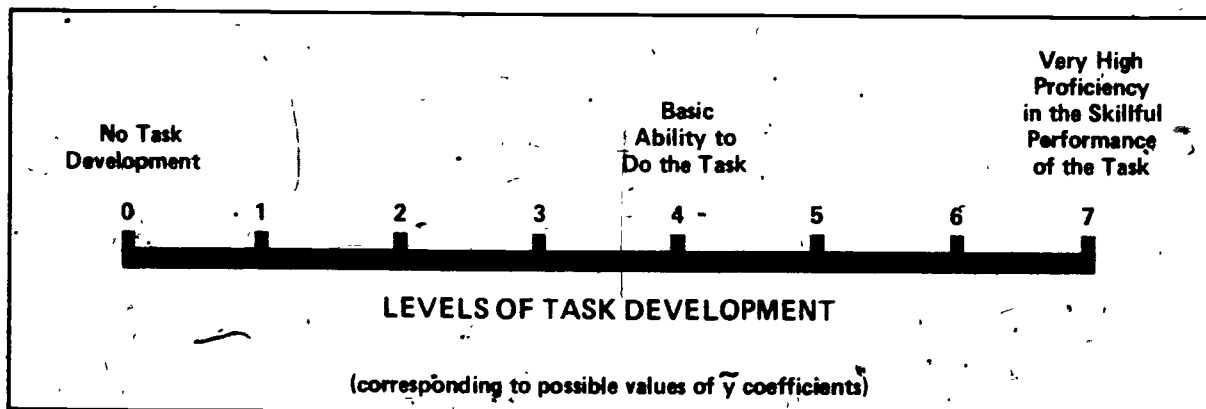 No Task
Development
Basic
Ability to
Do the Task
Very High
Proficiency
in the Skillful
Performance
of the Task
0 1 2 3 4 5 6 7
LEVELS OF TASK DEVELOPMENT
(corresponding to possible values of ỹ coefficients)